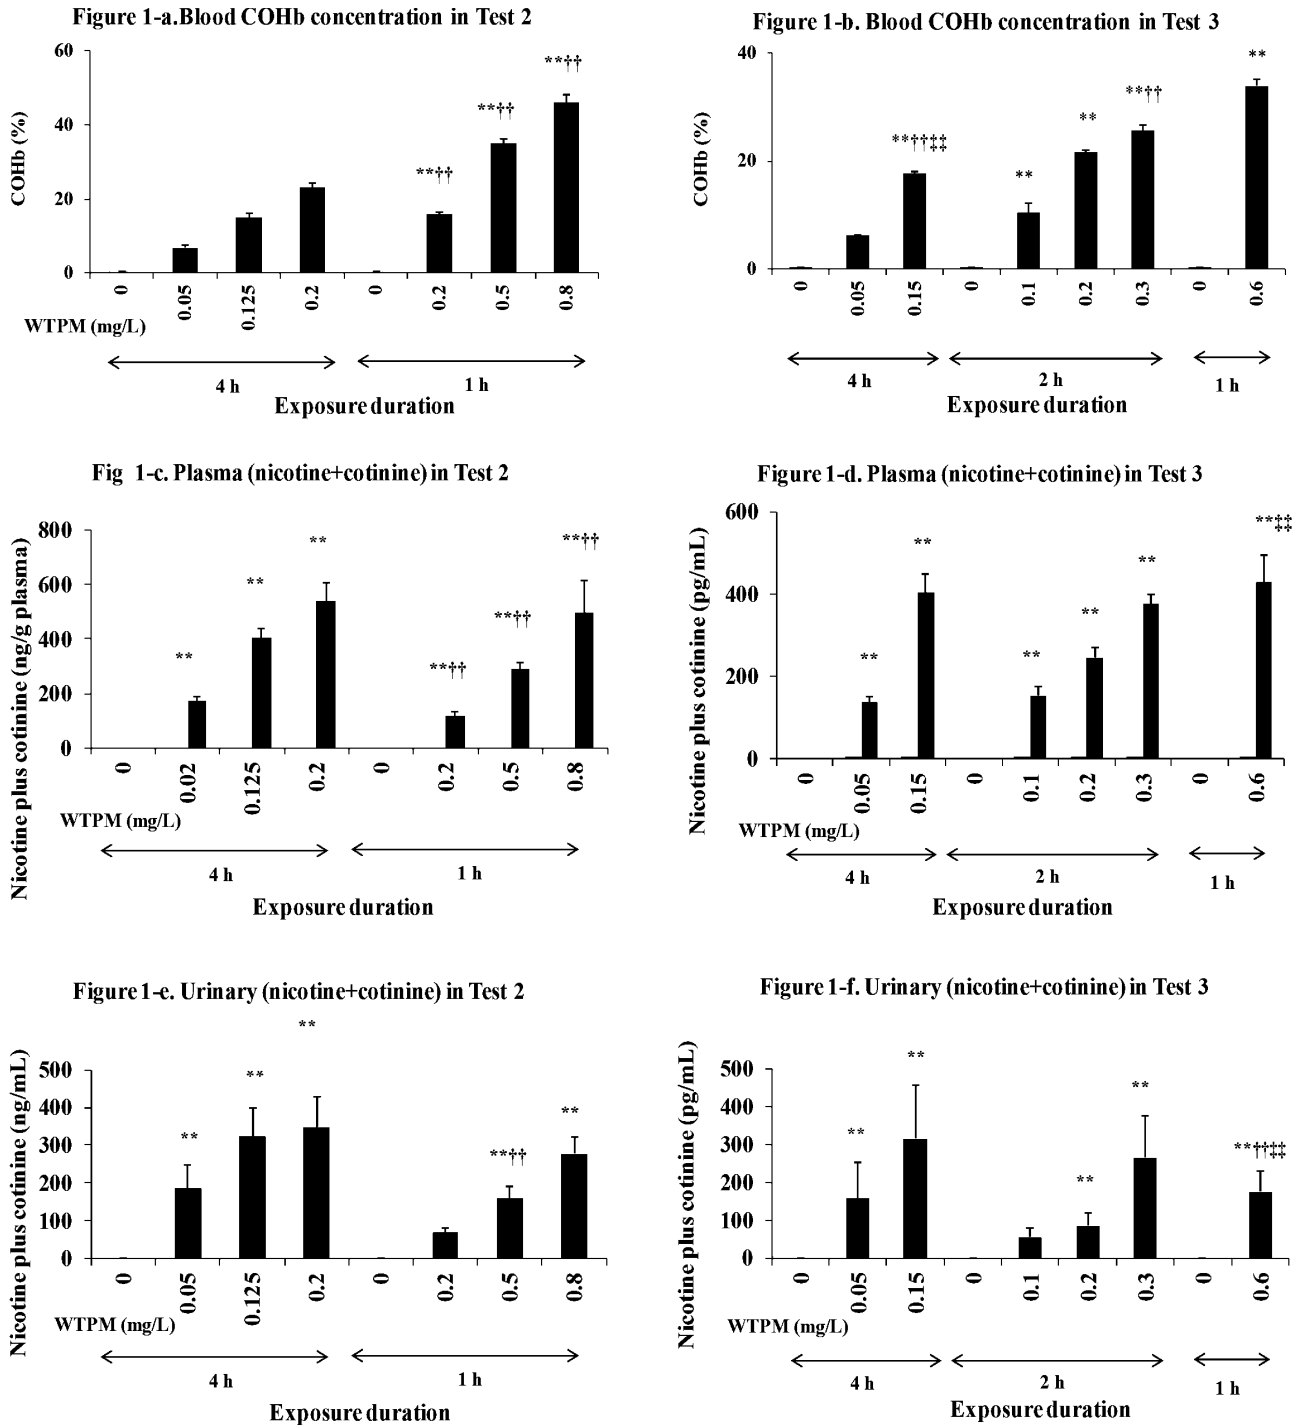 Figure 1-a.Blood COHb concentration in Test 2
COHb (%)
60
40
20
0
**††
**††
**††
0
0.05
0.125
0.2
0
0.2
0.5
0.8
WTPM (mg/L)
4 h
1 h
Exposure duration
Figure 1-b. Blood COHb concentration in Test 3
COHb (%)
40
20
0
**††‡‡
**
**
**††
**
0
0.05
0.15
0
0.1
0.2
0.3
0
0.6
4 h
2 h
1 h
Exposure duration
Fig 1-c. Plasma (nicotine+cotinine) in Test 2
Nicotine plus cotinine (ng/g plasma)
800
600
400
200
0
**
**
**
**††
**††
**††
0
0.02
0.125
0.2
0
0.2
0.5
0.8
WTPM (mg/L)
4 h
1 h
Exposure duration
Figure 1-d. Plasma (nicotine+cotinine) in Test 3
Nicotine plus cotinine (pg/mL)
600
400
200
0
**
**
**
**
**
**‡‡
0
0.05
0.15
0
0.1
0.2
0.3
0
0.6
WTPM (mg/L)
4 h
2 h
1 h
Exposure duration
Figure 1-e. Urinary (nicotine+cotinine) in Test 2
Nicotine plus cotinine (ng/mL)
500
400
300
200
100
0
**
**
**
**††
**
0
0.05
0.125
0.2
0
0.2
0.5
0.8
WTPM (mg/L)
4 h
1 h
Exposure duration
Figure 1-f. Urinary (nicotine+cotinine) in Test 3
Nicotine plus cotinine (pg/mL)
500
400
300
200
100
0
**
**
**
**
**††‡‡
0
0.05
0.15
0
0.1
0.2
0.3
0
0.6
WTPM (mg/L)
4 h
2 h
1 h
Exposure duration